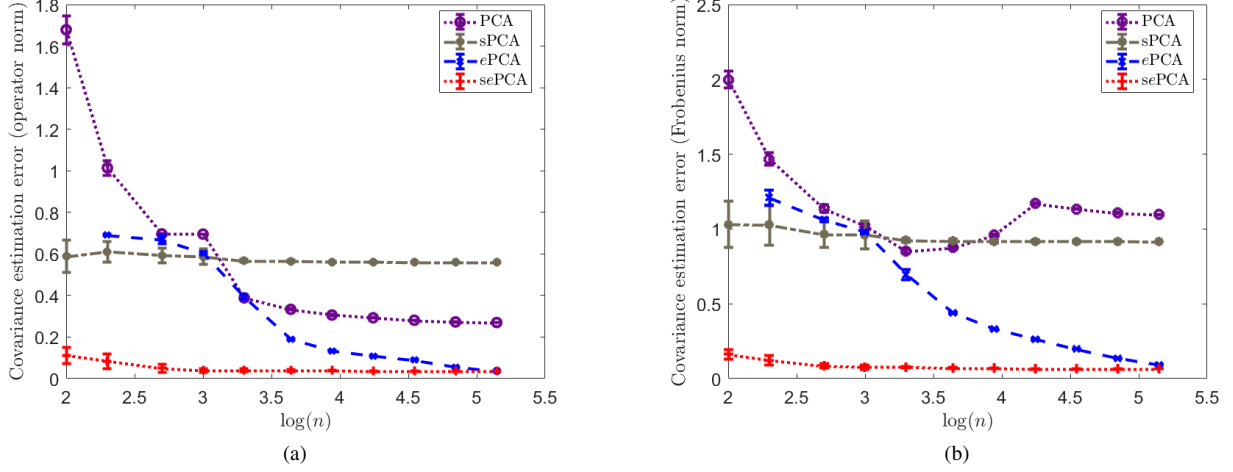 Covariance estimation error (operator norm)
1.8
1.6
1.4
1.2
1
0.8
0.6
0.4
0.2
0
2
2.5
3
3.5
4
4.5
5
5.5
log(n)
PCA
sPCA
ePCA
sePCA
(a)
Covariance estimation error (Frobenius norm)
2.5
2
1.5
1
0.5
0
2
2.5
3
3.5
4
4.5
5
5.5
log(n)
PCA
sPCA
ePCA
sePCA
(b)